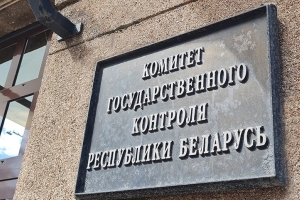 КОМИТЕТ
ГОСУДАРСТВЕННОГО
КОНТРОЛЯ
РЕСПУБЛИКИ БЕЛАРУСЬ